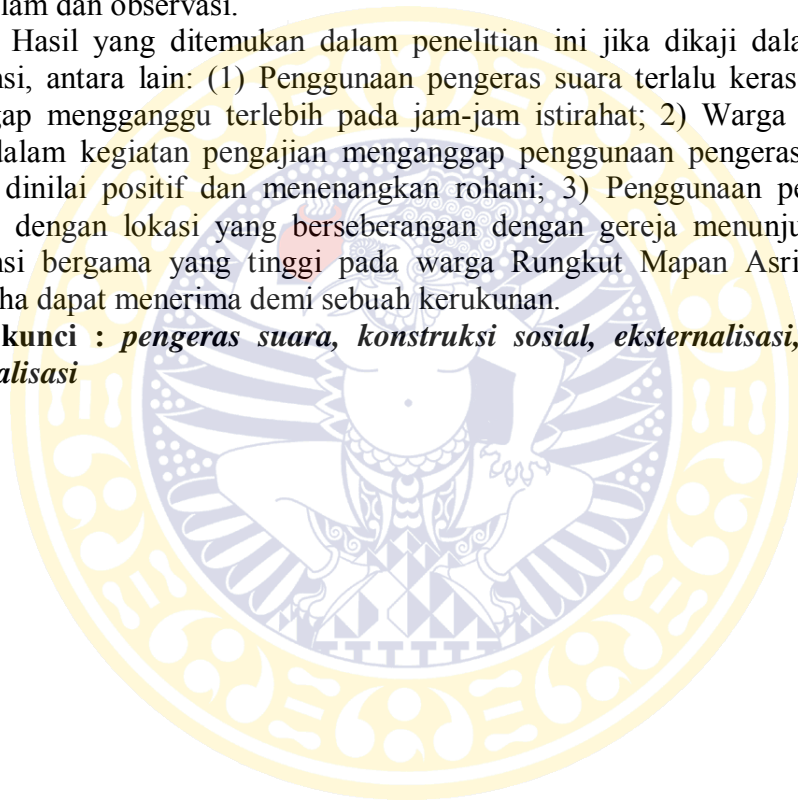 lam dan observasi.
Hasil yang ditemukan dalam penelitian ini jika dikaji dala
nsi, antara lain: (1) Penggunaan pengeras suara terlalu keras
gap mengganggu terlebih pada jam-jam istirahat; 2) Warga
dalam kegiatan pengajian menganggap penggunaan pengeras
dinilai positif dan menenangkan rohani; 3) Penggunaan pe
dengan lokasi yang berseberangan dengan gereja menunju
nsi bergama yang tinggi pada warga Rungkut Mapan Asri
ha dapat menerima demi sebuah kerukunan.
kunci : pengeras suara, konstruksi sosial, eksternalisasi,
alisasi